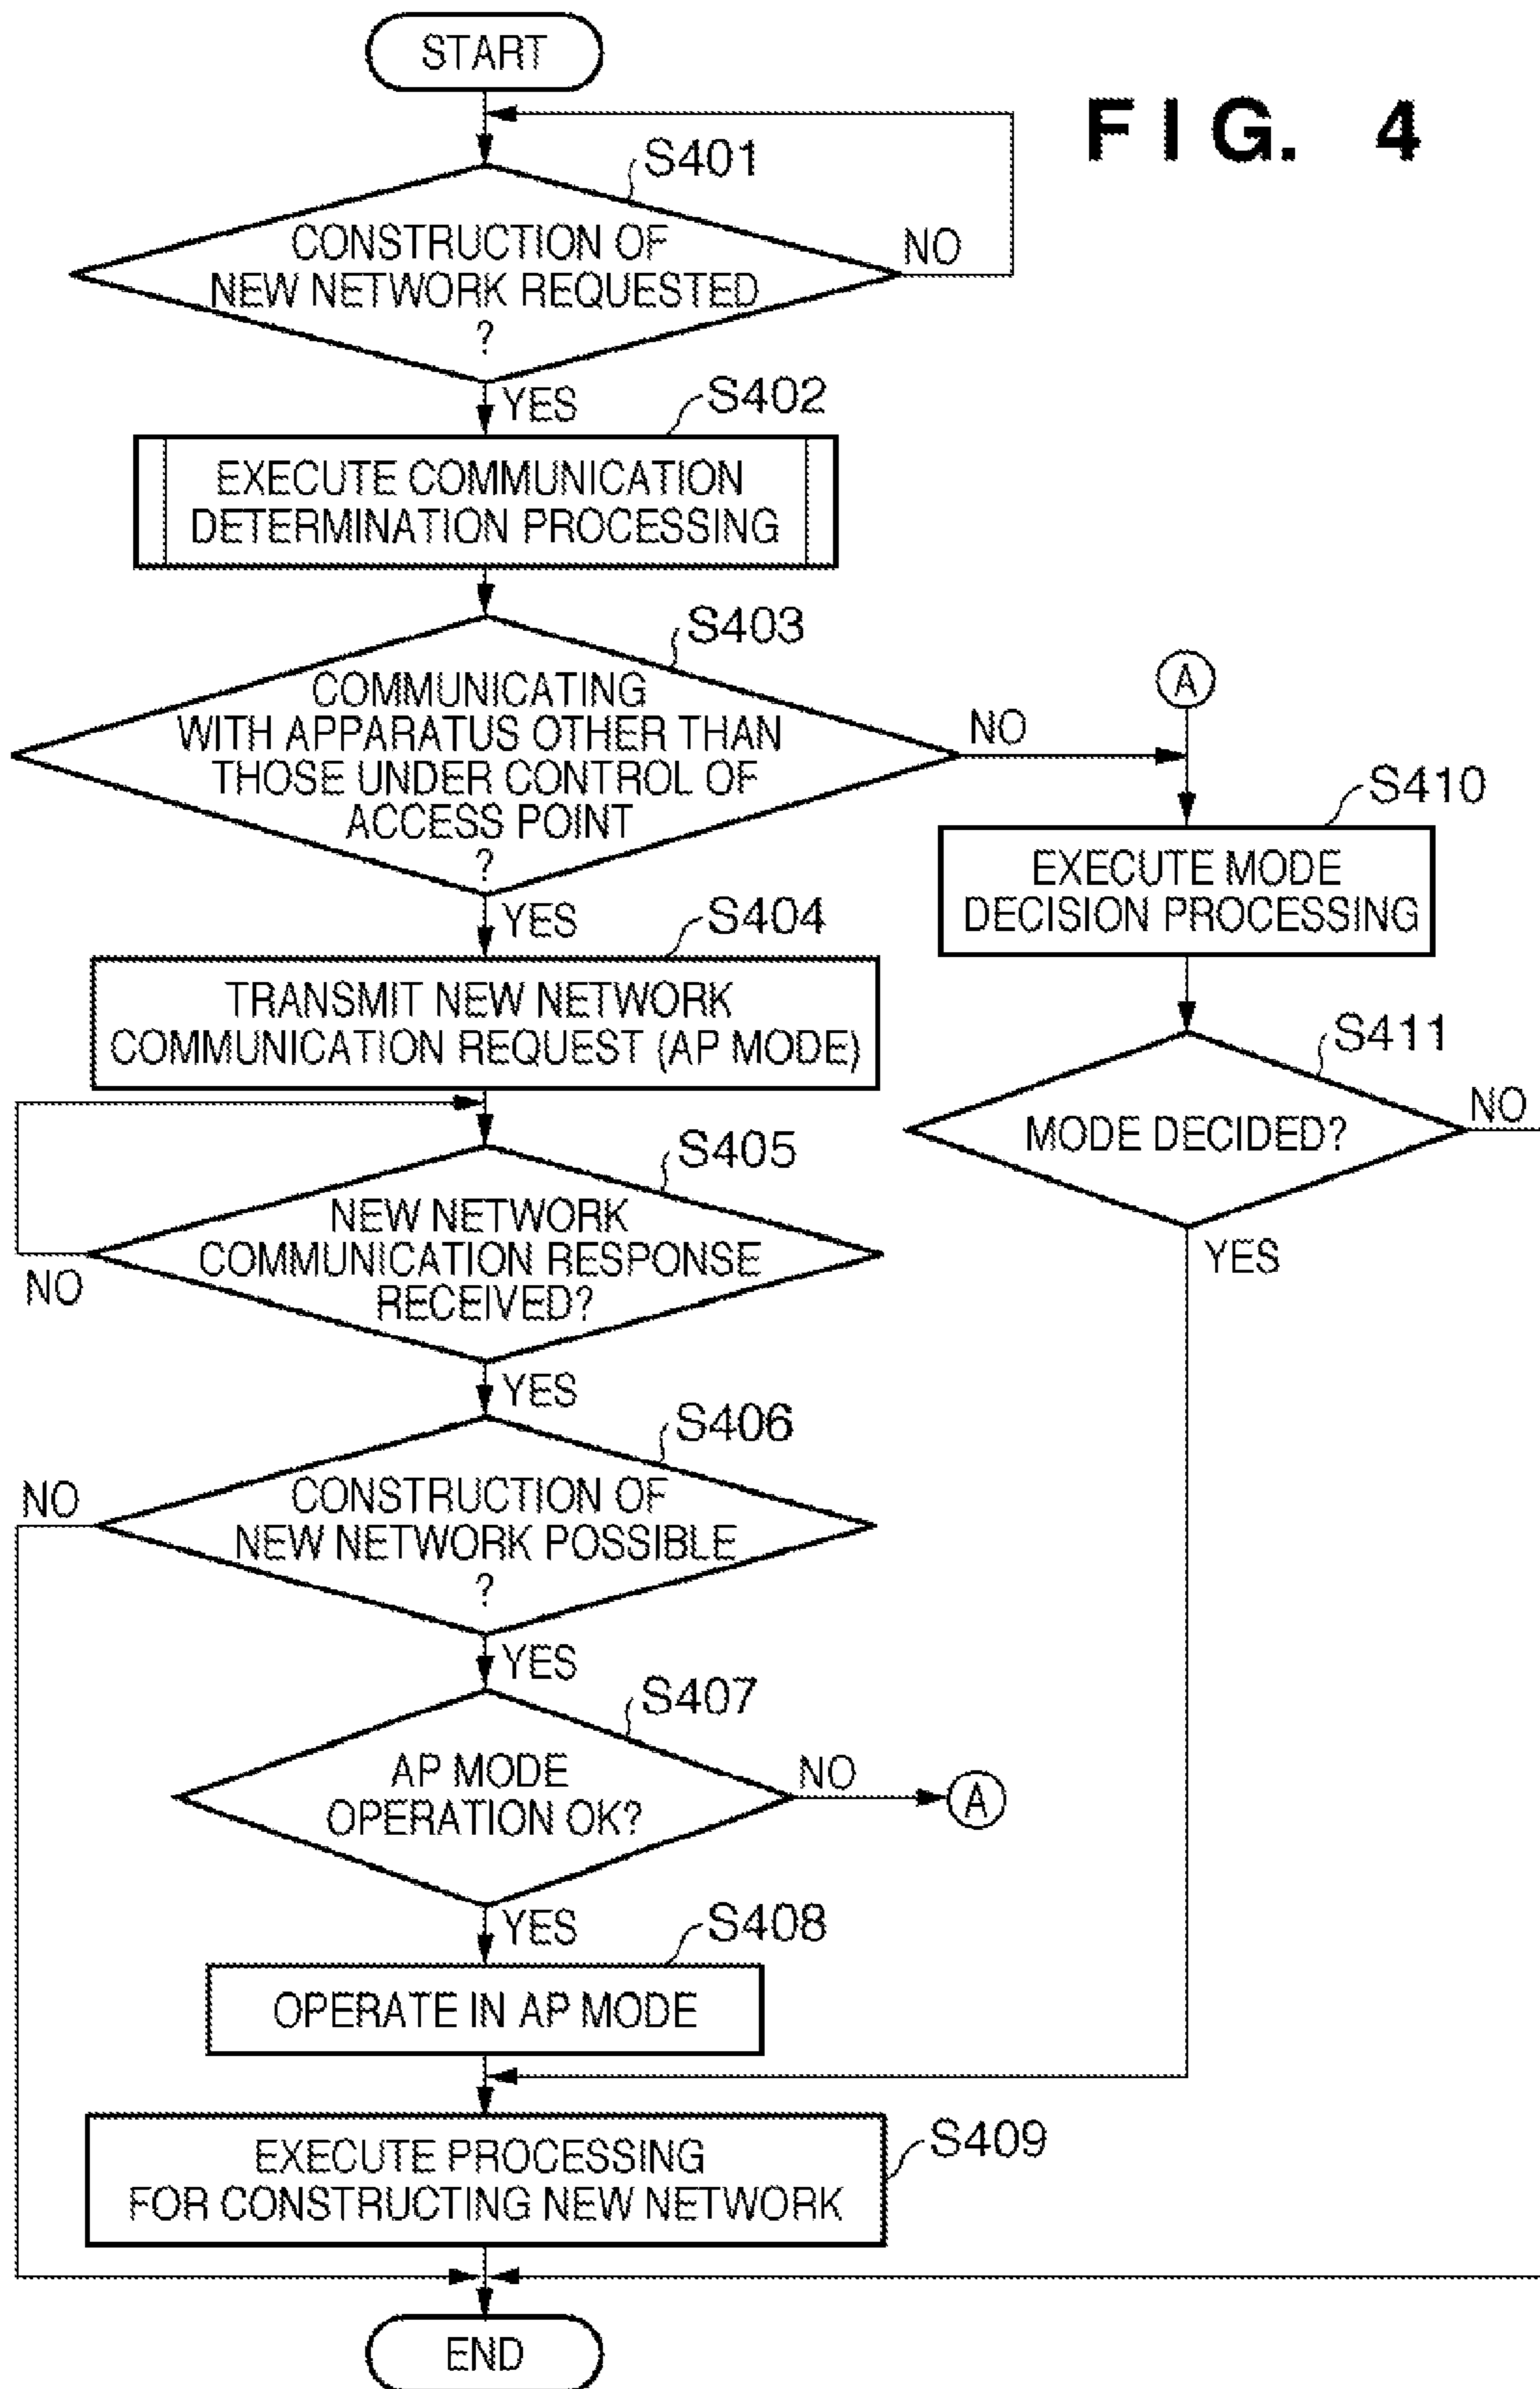 START
FIG. 4
S401
CONSTRUCTION OF
NEW NETWORK REQUESTED
?
NO
YES
S402
EXECUTE COMMUNICATION
DETERMINATION PROCESSING
S403
COMMUNICATING
WITH APPARATUS OTHER THAN
THOSE UNDER CONTROL OF
ACCESS POINT
?
NO
YES
A
S410
EXECUTE MODE
DECISION PROCESSING
S404
TRANSMIT NEW NETWORK
COMMUNICATION REQUEST (AP MODE)
S411
MODE DECIDED?
NO
YES
S405
NEW NETWORK
COMMUNICATION RESPONSE
RECEIVED?
NO
YES
S406
CONSTRUCTION OF
NEW NETWORK POSSIBLE
?
NO
YES
S407
AP MODE
OPERATION OK?
NO
A
YES
S408
OPERATE IN AP MODE
S409
EXECUTE PROCESSING
FOR CONSTRUCTING NEW NETWORK
END